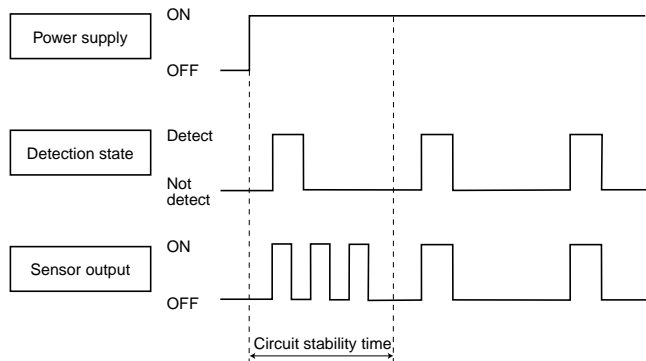 Power supply
ON
OFF
Detection state
Detect
Not
detect
Sensor output
ON
OFF
Circuit stability time